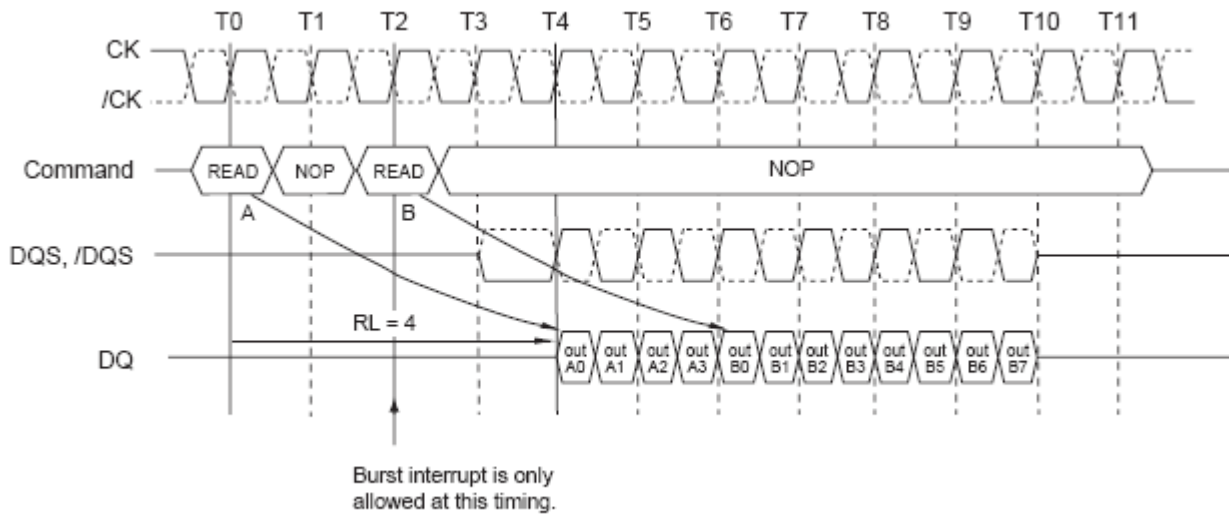 T0 T1 T2 T3 T4 T5 T6 T7 T8 T9 T10 T11
CK
/CK
Command READ NOP READ NOP
A B
DQS, /DQS
RL = 4
DQ out A0 out A1 out A2 out A3 out B0 out B1 out B2 out B3 out B4 out B5 out B6 out B7
Burst interrupt is only
allowed at this timing.